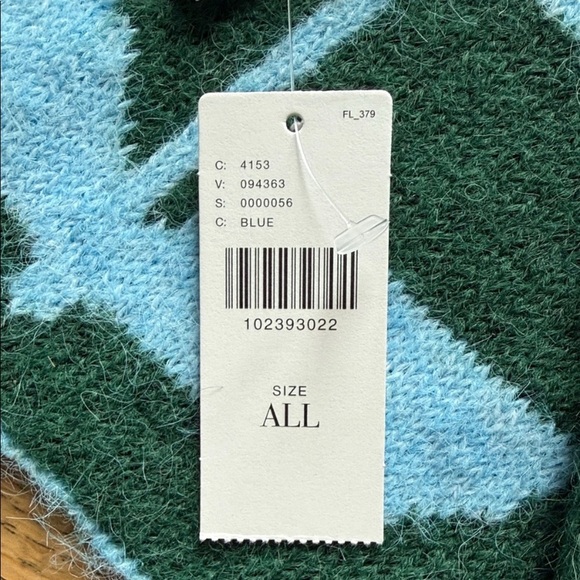 FL_379
C: 4153
V: 094363
S: 0000056
C: BLUE
102393022
SIZE
ALL